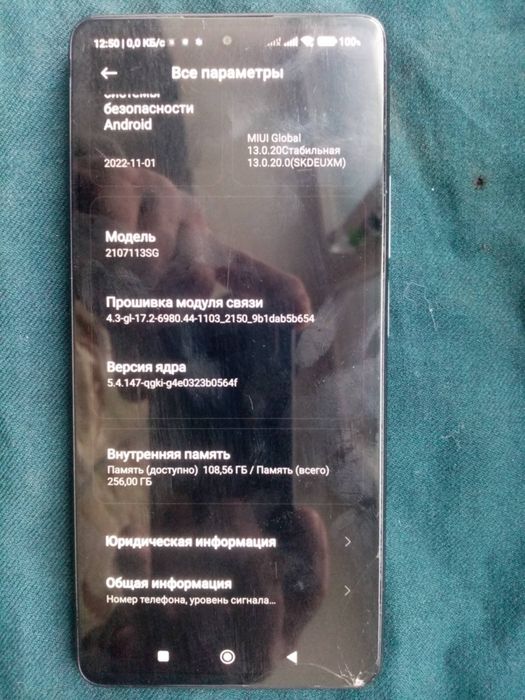 12:50 | 0,0 КБ/с
100
Все параметры
системы
безопасности
Android
2022-11-01
MIUI Global
13.0.20Стабильная
13.0.20.0(SKDEUXM)
Модель
2107113SG
Прошивка модуля связи
4.3-gl-17.2-6980.44-1103_2150_9b1dab5b654
Версия ядра
5.4.147-qgki-g4e0323b0564f
Внутренняя память
Память (доступно) 108,56 ГБ / Память (всего)
256,00 ГБ
Юридическая информация
Общая информация
Номер телефона, уровень сигнала...